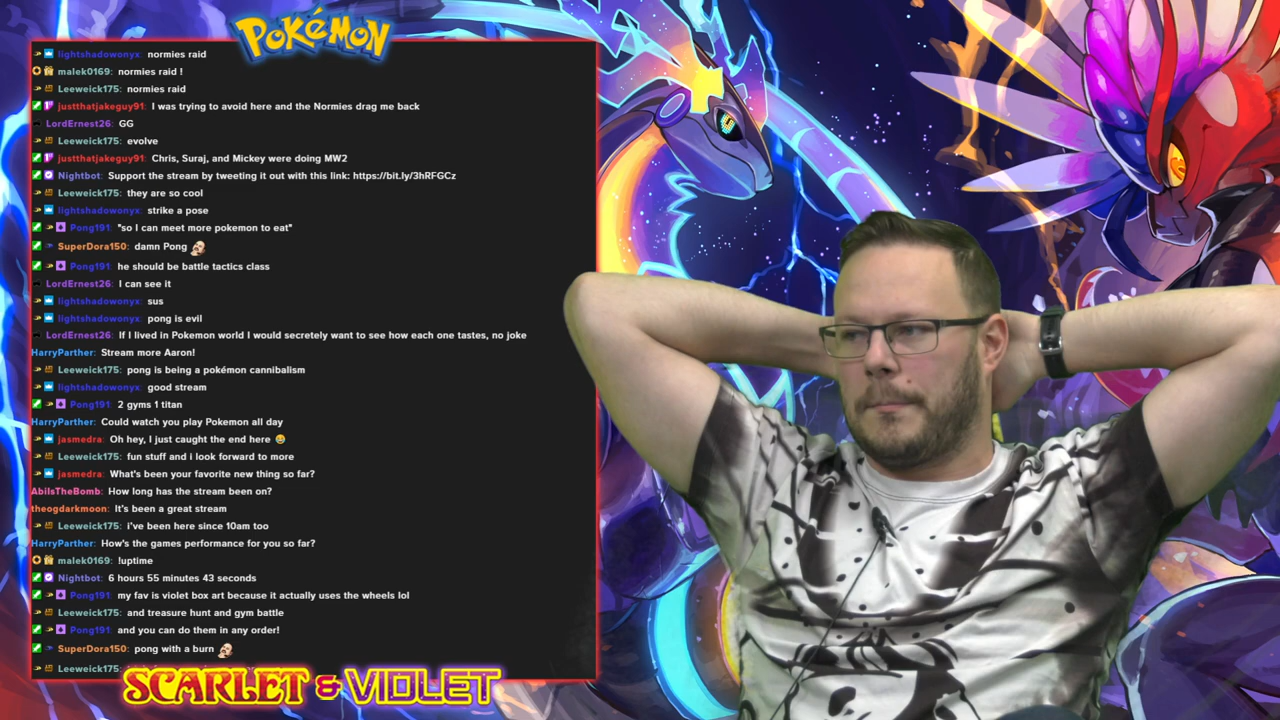 POKéMON
lightshadowonyx: normies raid
malek0169: normies raid !
Leeweick175: normies raid
justthatjakeguy91: I was trying to avoid here and the Normies drag me back
LordErnest26: GG
Leeweick175: evolve
justthatjakeguy91: Chris, Suraj, and Mickey were doing MW2
Nightbot: Support the stream by tweeting it out with this link: https://bit.ly/3hRFGCz
Leeweick175: they are so cool
lightshadowonyx: strike a pose
Pong191: "so I can meet more pokemon to eat"
SuperDora150: damn Pong
Pong191: he should be battle tactics class
LordErnest26: I can see it
lightshadowonyx: sus
lightshadowonyx: pong is evil
LordErnest26: If I lived in Pokemon world I would secretely want to see how each one tastes, no joke
HarryParther: Stream more Aaron!
Leeweick175: pong is being a pokémon cannibalism
lightshadowonyx: good stream
Pong191: 2 gyms 1 titan
HarryParther: Could watch you play Pokemon all day
jasmedra: Oh hey, I just caught the end here 😂
Leeweick175: fun stuff and i look forward to more
jasmedra: What's been your favorite new thing so far?
AbilsTheBomb: How long has the stream been on?
theogdarkmoon: It's been a great stream
Leeweick175: i've been here since 10am too
HarryParther: How's the games performance for you so far?
malek0169: !uptime
Nightbot: 6 hours 55 minutes 43 seconds
Pong191: my fav is violet box art because it actually uses the wheels lol
Leeweick175: and treasure hunt and gym battle
Pong191: and you can do them in any order!
SuperDora150: pong with a burn
Leeweick175:
SCARLET & VIOLET